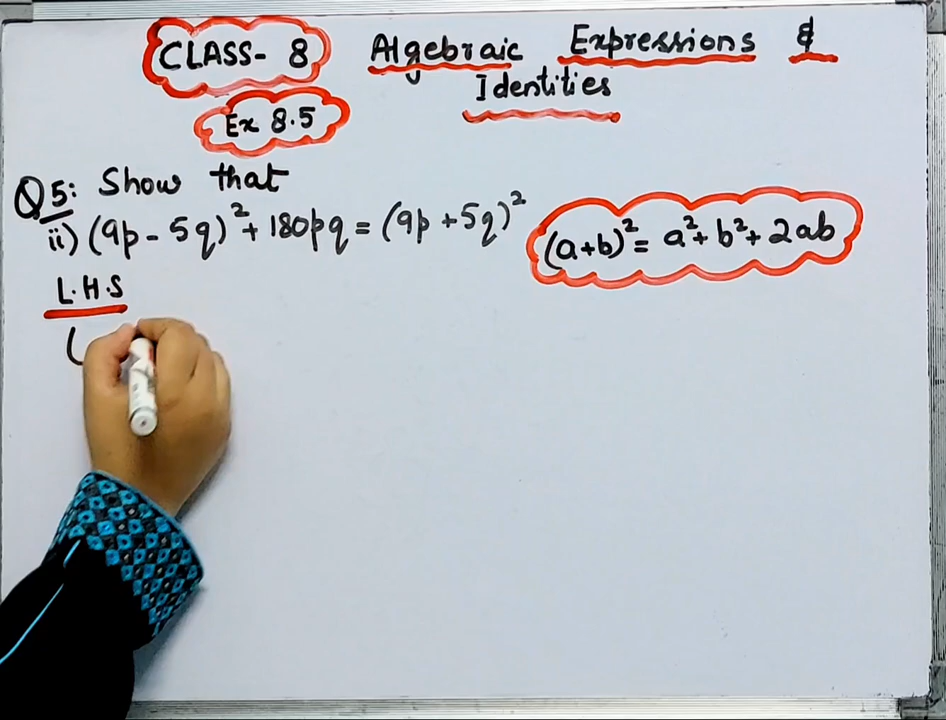 CLASS- 8 Algebraic Expressions &
Identities
Ex 8.5
Q5: Show that
ii) (9p - 5q)² + 180pq = (9p + 5q)²
(a+b)² = a² + b² + 2ab
L.H.S
(